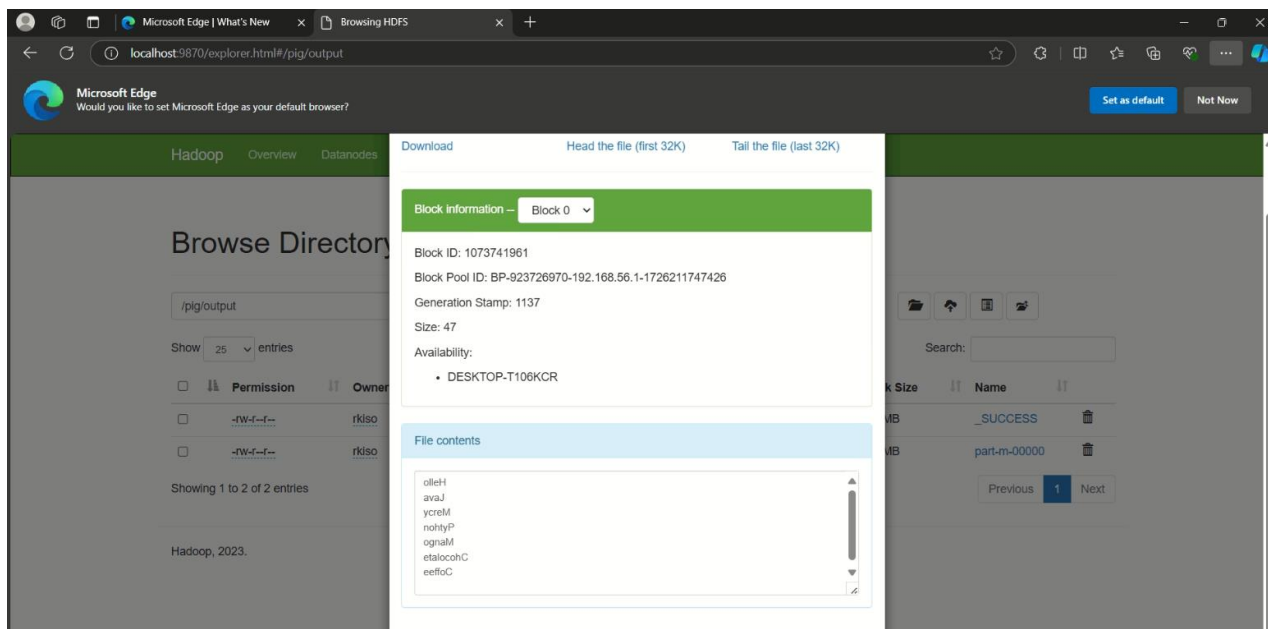 Microsoft Edge | What's New
Browsing HDFS
localhost:9870/explorer.html#/pig/output
Microsoft Edge
Would you like to set Microsoft Edge as your default browser?
Set as default
Not Now
Hadoop Overview Datanodes
Download Head the file (first 32K) Tail the file (last 32K)
Block information -- Block 0
Browse Directory
Block ID: 1073741961
Block Pool ID: BP-923726970-192.168.56.1-1726211747426
Generation Stamp: 1137
Size: 47
Availability:
• DESKTOP-T106KCR
/pig/output
Show 25 entries
Search:
Permission Owner k Size Name
-rw-r--r-- rkiso MB _SUCCESS
-rw-r--r-- rkiso MB part-m-00000
Showing 1 to 2 of 2 entries
Previous 1 Next
File contents
olleH
avaJ
ycreM
nohtyP
ognaM
etalocohC
eeffoC
Hadoop, 2023.